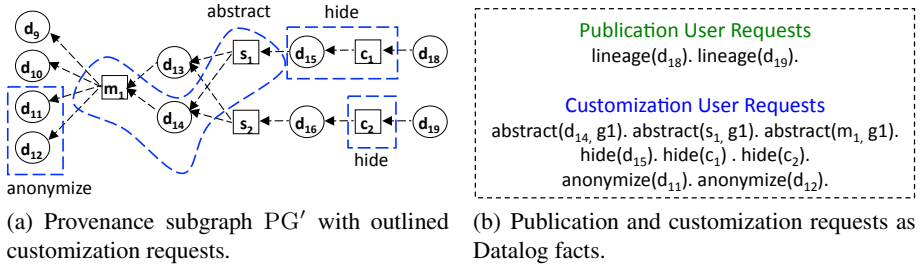 abstract
hide
d9
d10
d11
d12
m1
d13
d14
s1
s2
d15
c1
d18
d16
c2
d19
hide
anonymize
(a) Provenance subgraph PG′ with outlined
customization requests.
Publication User Requests
lineage(d18). lineage(d19).
Customization User Requests
abstract(d14, g1). abstract(s1, g1). abstract(m1, g1).
hide(d15). hide(c1) . hide(c2).
anonymize(d11). anonymize(d12).
(b) Publication and customization requests as
Datalog facts.